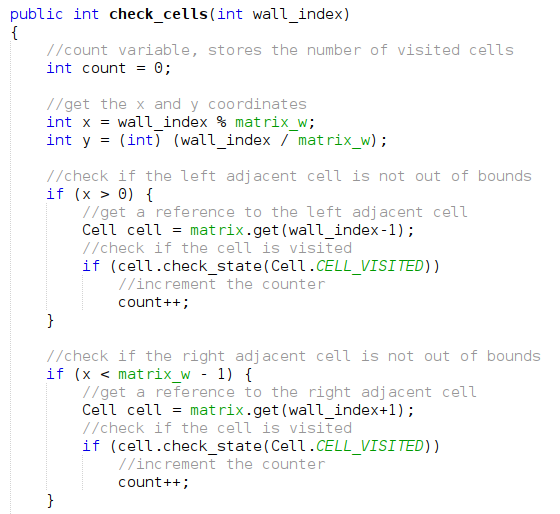 public int check_cells(int wall_index)
{
//count variable, stores the number of visited cells
int count = 0;
//get the x and y coordinates
int x = wall_index % matrix_w;
int y = (int) (wall_index / matrix_w);
//check if the left adjacent cell is not out of bounds
if (x > 0) {
//get a reference to the left adjacent cell
Cell cell = matrix.get(wall_index-1);
//check if the cell is visited
if (cell.check_state(Cell.CELL_VISITED))
//increment the counter
count++;
}
//check if the right adjacent cell is not out of bounds
if (x < matrix_w - 1) {
//get a reference to the right adjacent cell
Cell cell = matrix.get(wall_index+1);
//check if the cell is visited
if (cell.check_state(Cell.CELL_VISITED))
//increment the counter
count++;
}